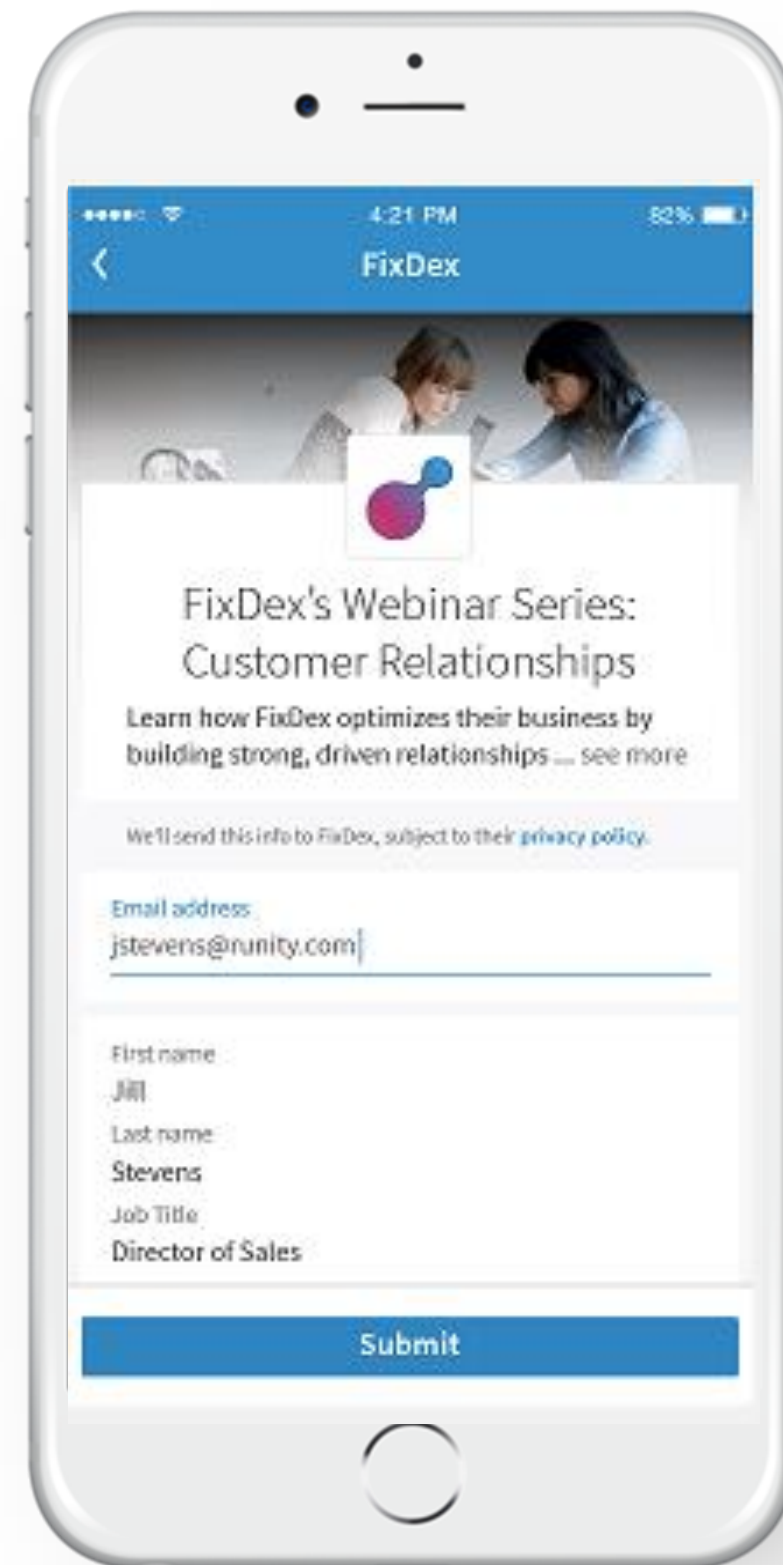 4:21 PM 82%
FixDex
FixDex's Webinar Series:
Customer Relationships
Learn how FixDex optimizes their business by
building strong, driven relationships ... see more
We'll send this info to FixDex, subject to their privacy policy.
Email address
jstevens@runity.com
First name
Jill
Last name
Stevens
Job Title
Director of Sales
Submit